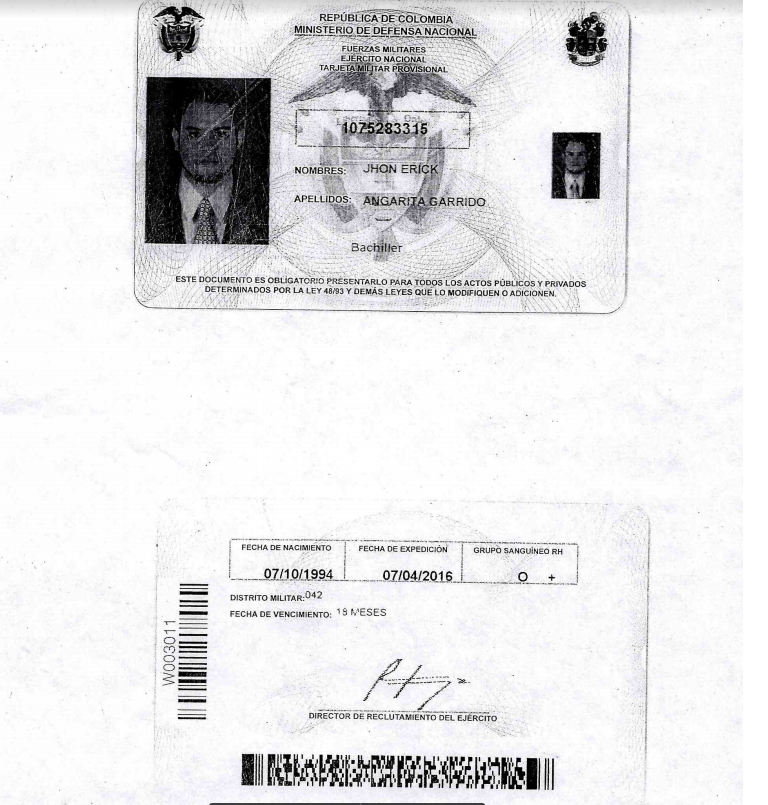 REPÚBLICA DE COLOMBIA
MINISTERIO DE DEFENSA NACIONAL
FUERZAS MILITARES
EJÉRCITO NACIONAL
TARJETA MILITAR PROVISIONAL
1075283315
NOMBRES: JHON ERICK
APELLIDOS: ANGARITA GARRIDO
Bachiller
ESTE DOCUMENTO ES OBLIGATORIO PRESENTARLO PARA TODOS LOS ACTOS PÚBLICOS Y PRIVADOS
DETERMINADOS POR LA LEY 48/93 Y DEMÁS LEYES QUE LO MODIFIQUEN O ADICIONEN.
FECHA DE NACIMIENTO FECHA DE EXPEDICIÓN GRUPO SANGUÍNEO RH
07/10/1994 07/04/2016 O +
DISTRITO MILITAR: 042
FECHA DE VENCIMIENTO: 18 MESES
W003011
DIRECTOR DE RECLUTAMIENTO DEL EJÉRCITO